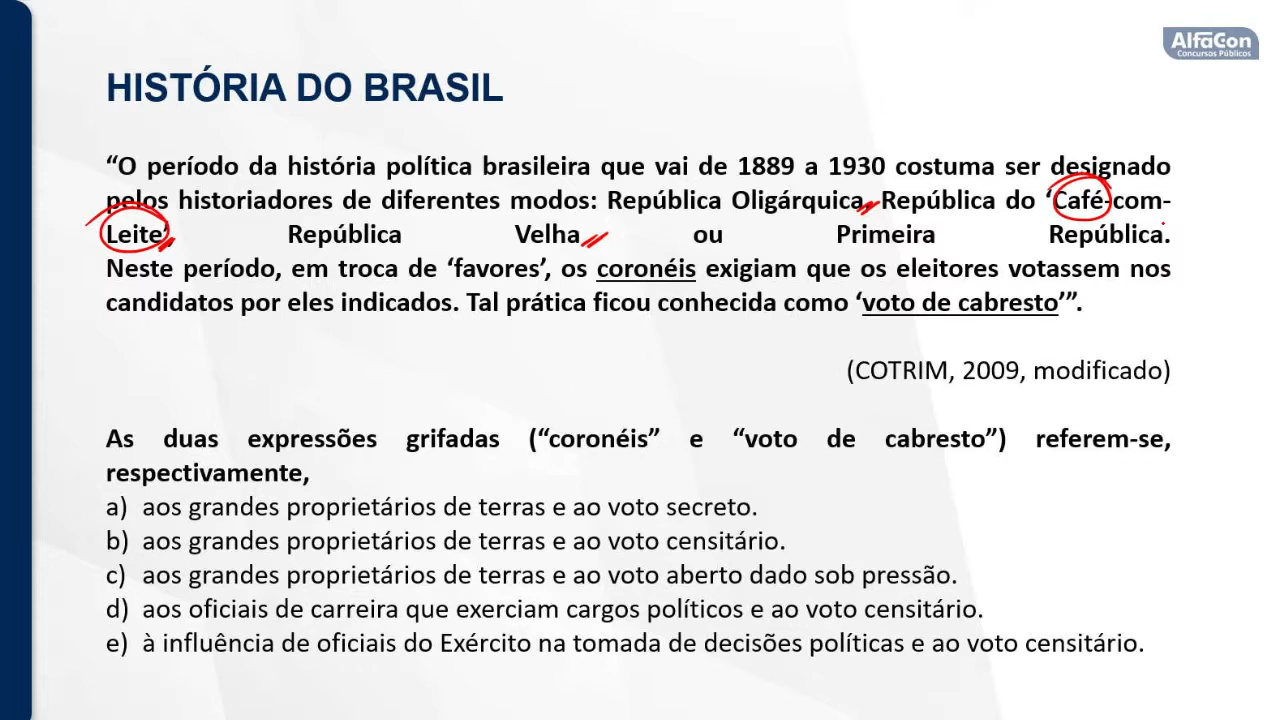 AlfaCon
Concursos Públicos
HISTÓRIA DO BRASIL
“O período da história política brasileira que vai de 1889 a 1930 costuma ser designado
pelos historiadores de diferentes modos: República Oligárquica, República do ‘Café-com-
Leite’, República Velha ou Primeira República.
Neste período, em troca de ‘favores’, os coronéis exigiam que os eleitores votassem nos
candidatos por eles indicados. Tal prática ficou conhecida como ‘voto de cabresto’”.
(COTRIM, 2009, modificado)
As duas expressões grifadas (“coronéis” e “voto de cabresto”) referem-se,
respectivamente,
a) aos grandes proprietários de terras e ao voto secreto.
b) aos grandes proprietários de terras e ao voto censitário.
c) aos grandes proprietários de terras e ao voto aberto dado sob pressão.
d) aos oficiais de carreira que exerciam cargos políticos e ao voto censitário.
e) à influência de oficiais do Exército na tomada de decisões políticas e ao voto censitário.